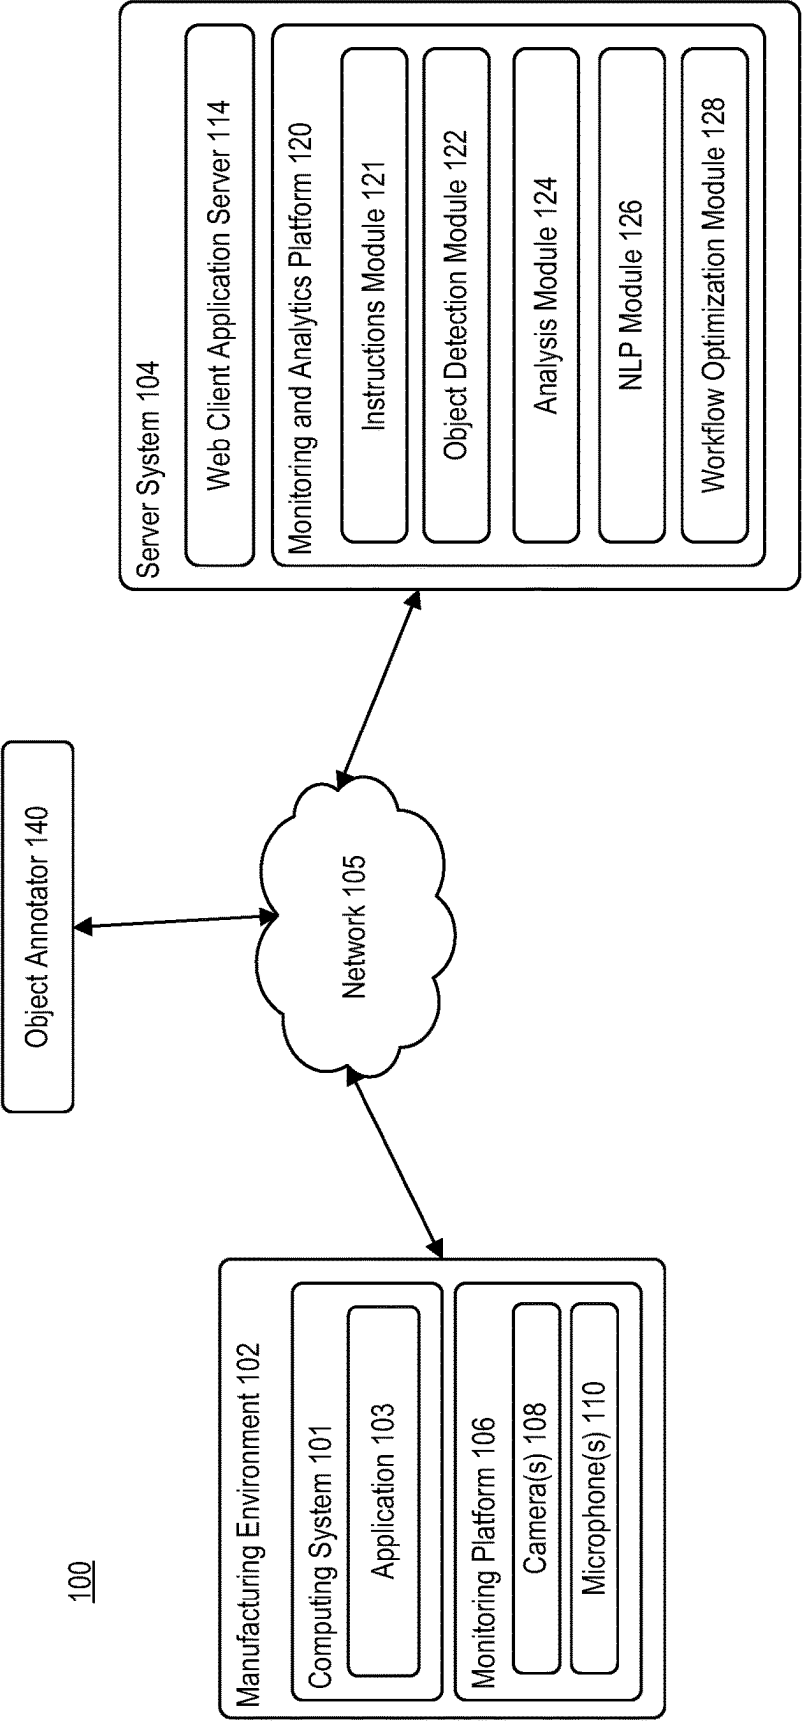 100
Manufacturing Environment 102
Computing System 101
Application 103
Monitoring Platform 106
Camera(s) 108
Microphone(s) 110
Object Annotator 140
Network 105
Server System 104
Web Client Application Server 114
Monitoring and Analytics Platform 120
Instructions Module 121
Object Detection Module 122
Analysis Module 124
NLP Module 126
Workflow Optimization Module 128